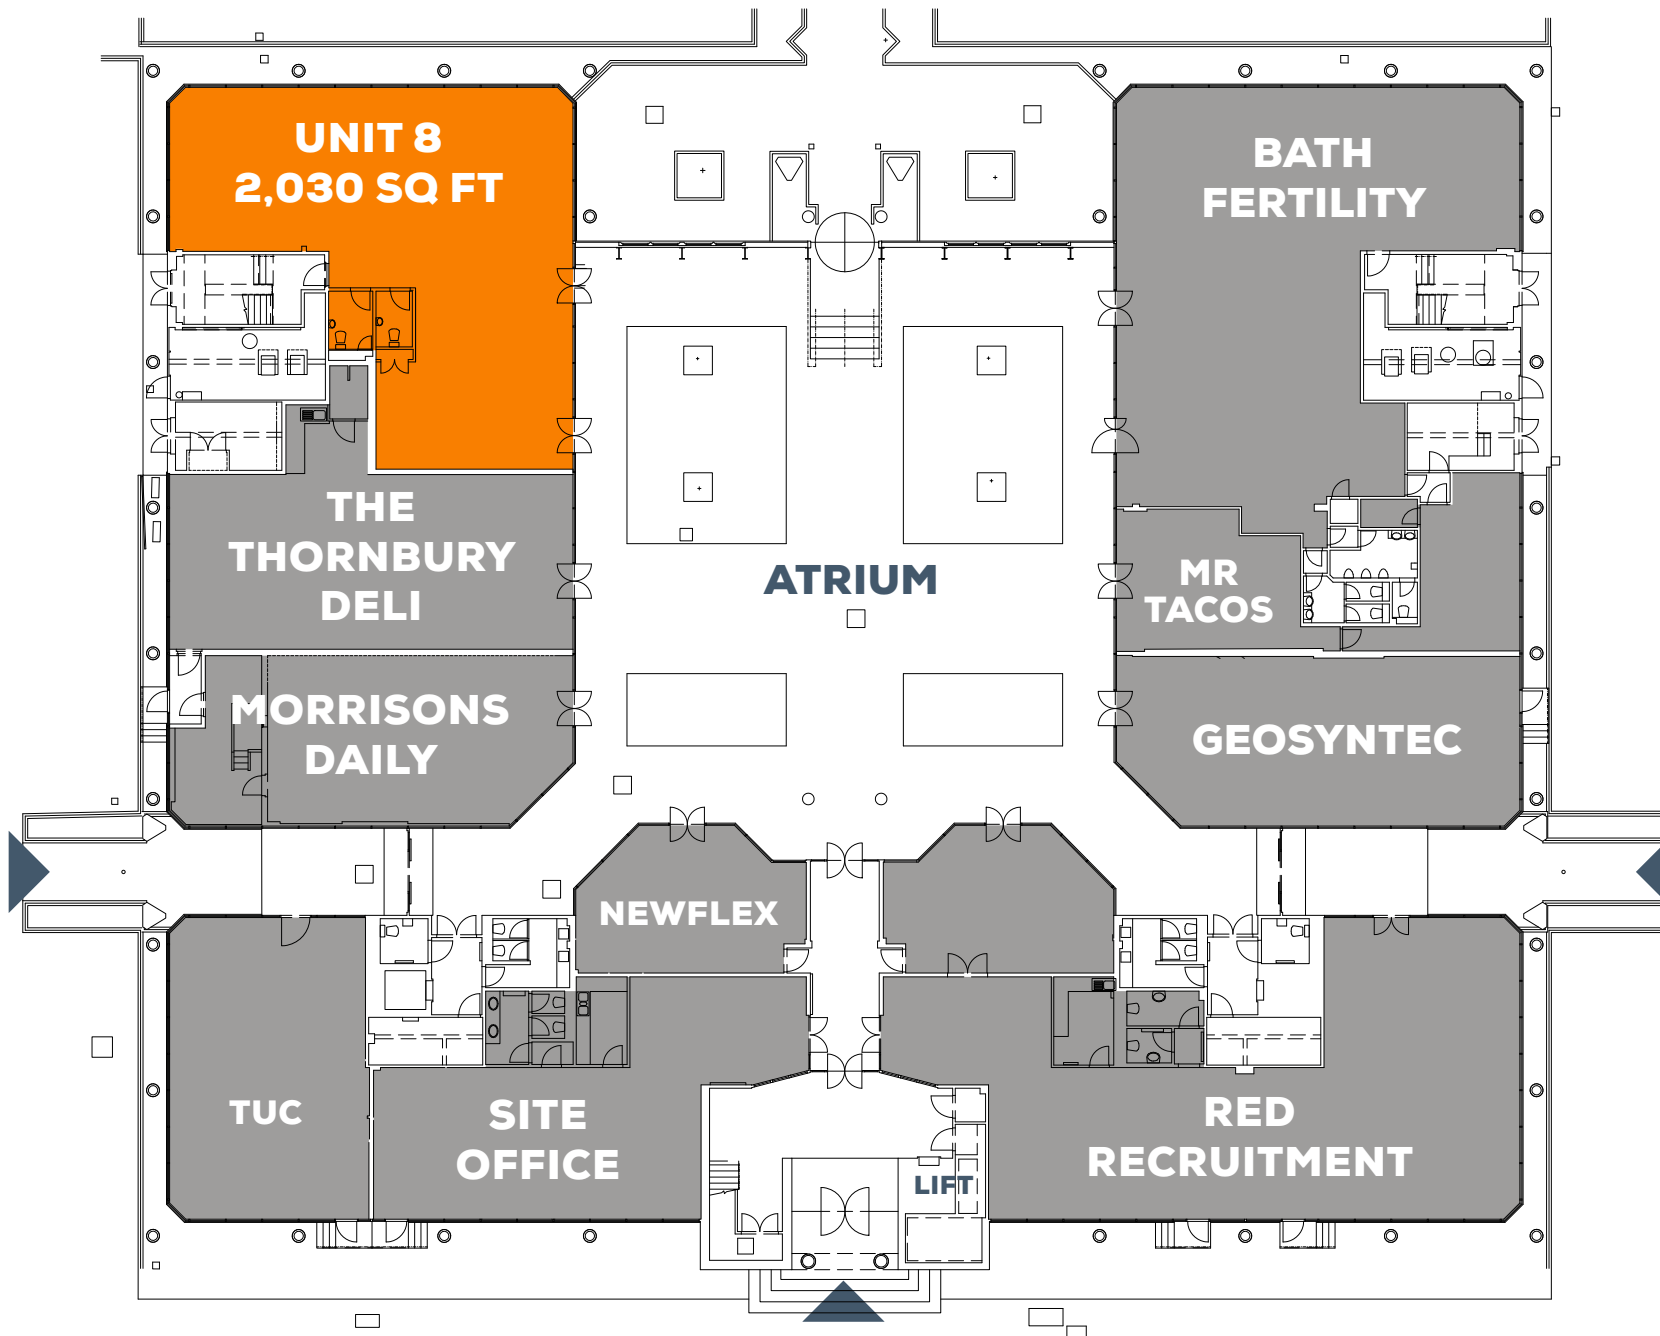 UNIT 8
2,030 SQ FT
BATH
FERTILITY
THE
THORNBURY
DELI
ATRIUM
MR
TACOS
MORRISONS
DAILY
GEOSYNTEC
NEWFLEX
TUC
SITE
OFFICE
RED
RECRUITMENT
LIFT